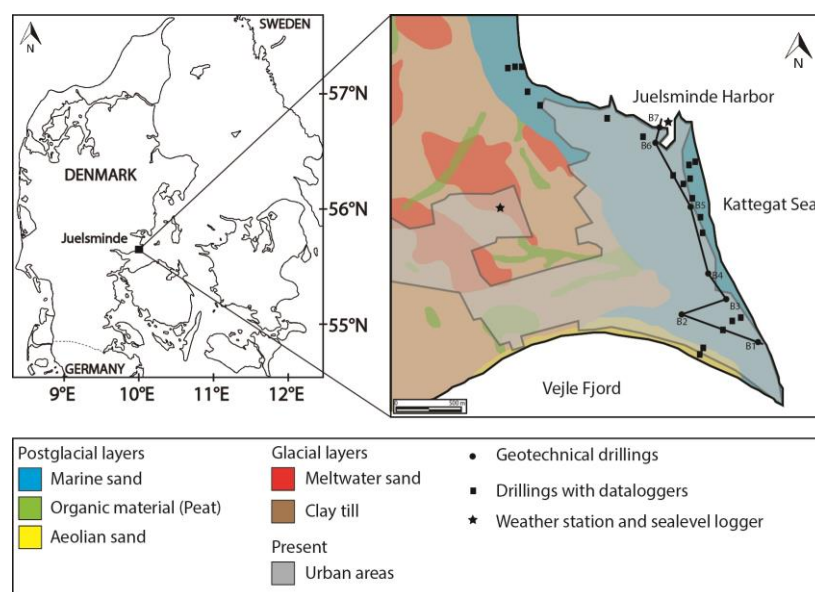 N
SWEDEN
57°N
DENMARK
Juelsminde
56°N
55°N
GERMANY
9°E
10°E
11°E
12°E
N
Juelsminde Harbor
B7
B6
Kattegat Sea
B5
B4
B3
B2
B1
Vejle Fjord
0
500 m
Postglacial layers
Marine sand
Organic material (Peat)
Aeolian sand
Glacial layers
Meltwater sand
Clay till
Present
Urban areas
Geotechnical drillings
Drillings with dataloggers
Weather station and sealevel logger